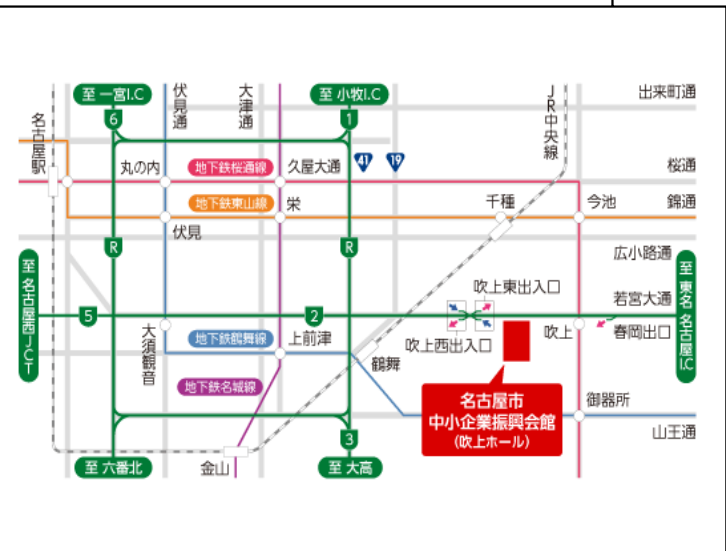 至 一宮I.C
伏見通
大津通
至 小牧I.C
JR中央線
出来町通
名古屋駅
6
1
丸の内
地下鉄桜通線
久屋大通
41
19
桜通
地下鉄東山線
栄
千種
今池
錦通
伏見
R
R
広小路通
至 名古屋西JCT
至 東名 名古屋I.C
吹上東出入口
若宮大通
5
2
大須観音
地下鉄鶴舞線
上前津
吹上西出入口
吹上
春岡出口
鶴舞
地下鉄名城線
名古屋市
中小企業振興会館
(吹上ホール)
御器所
山王通
3
至 六番北
金山
至 大高